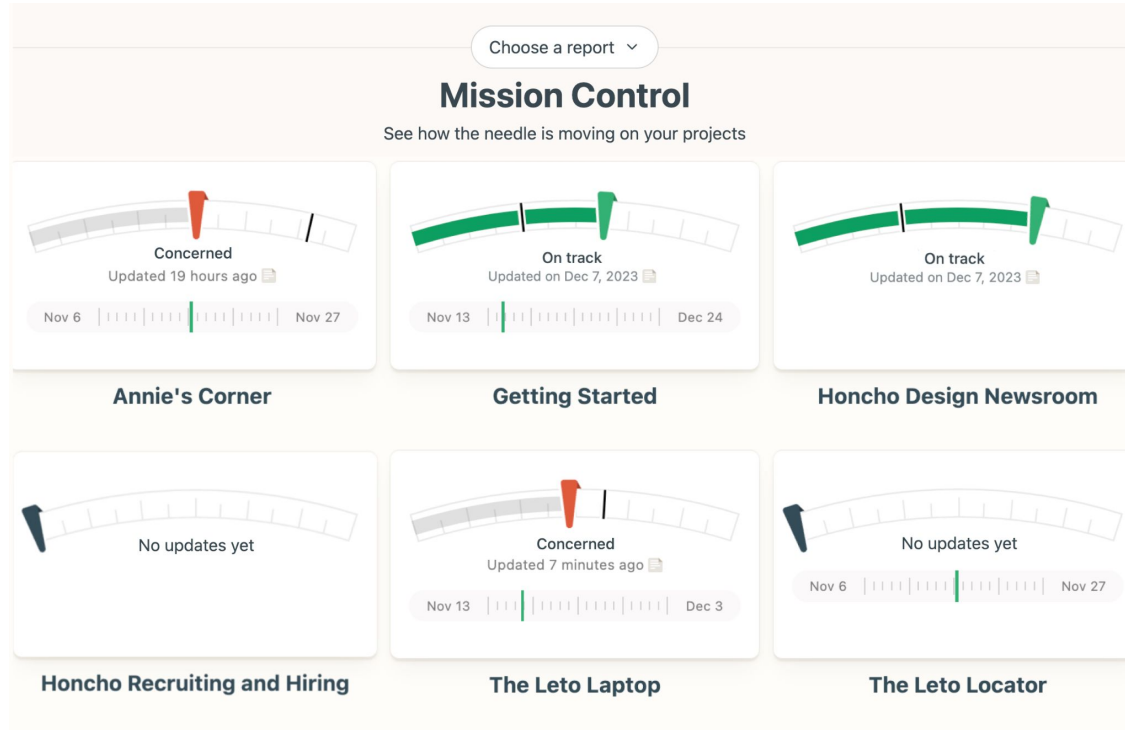 Choose a report
Mission Control
See how the needle is moving on your projects
Concerned
Updated 19 hours ago
Nov 6 Nov 27
Annie's Corner
On track
Updated on Dec 7, 2023
Nov 13 Dec 24
Getting Started
On track
Updated on Dec 7, 2023
Honcho Design Newsroom
No updates yet
Honcho Recruiting and Hiring
Concerned
Updated 7 minutes ago
Nov 13 Dec 3
The Leto Laptop
No updates yet
Nov 6 Nov 27
The Leto Locator